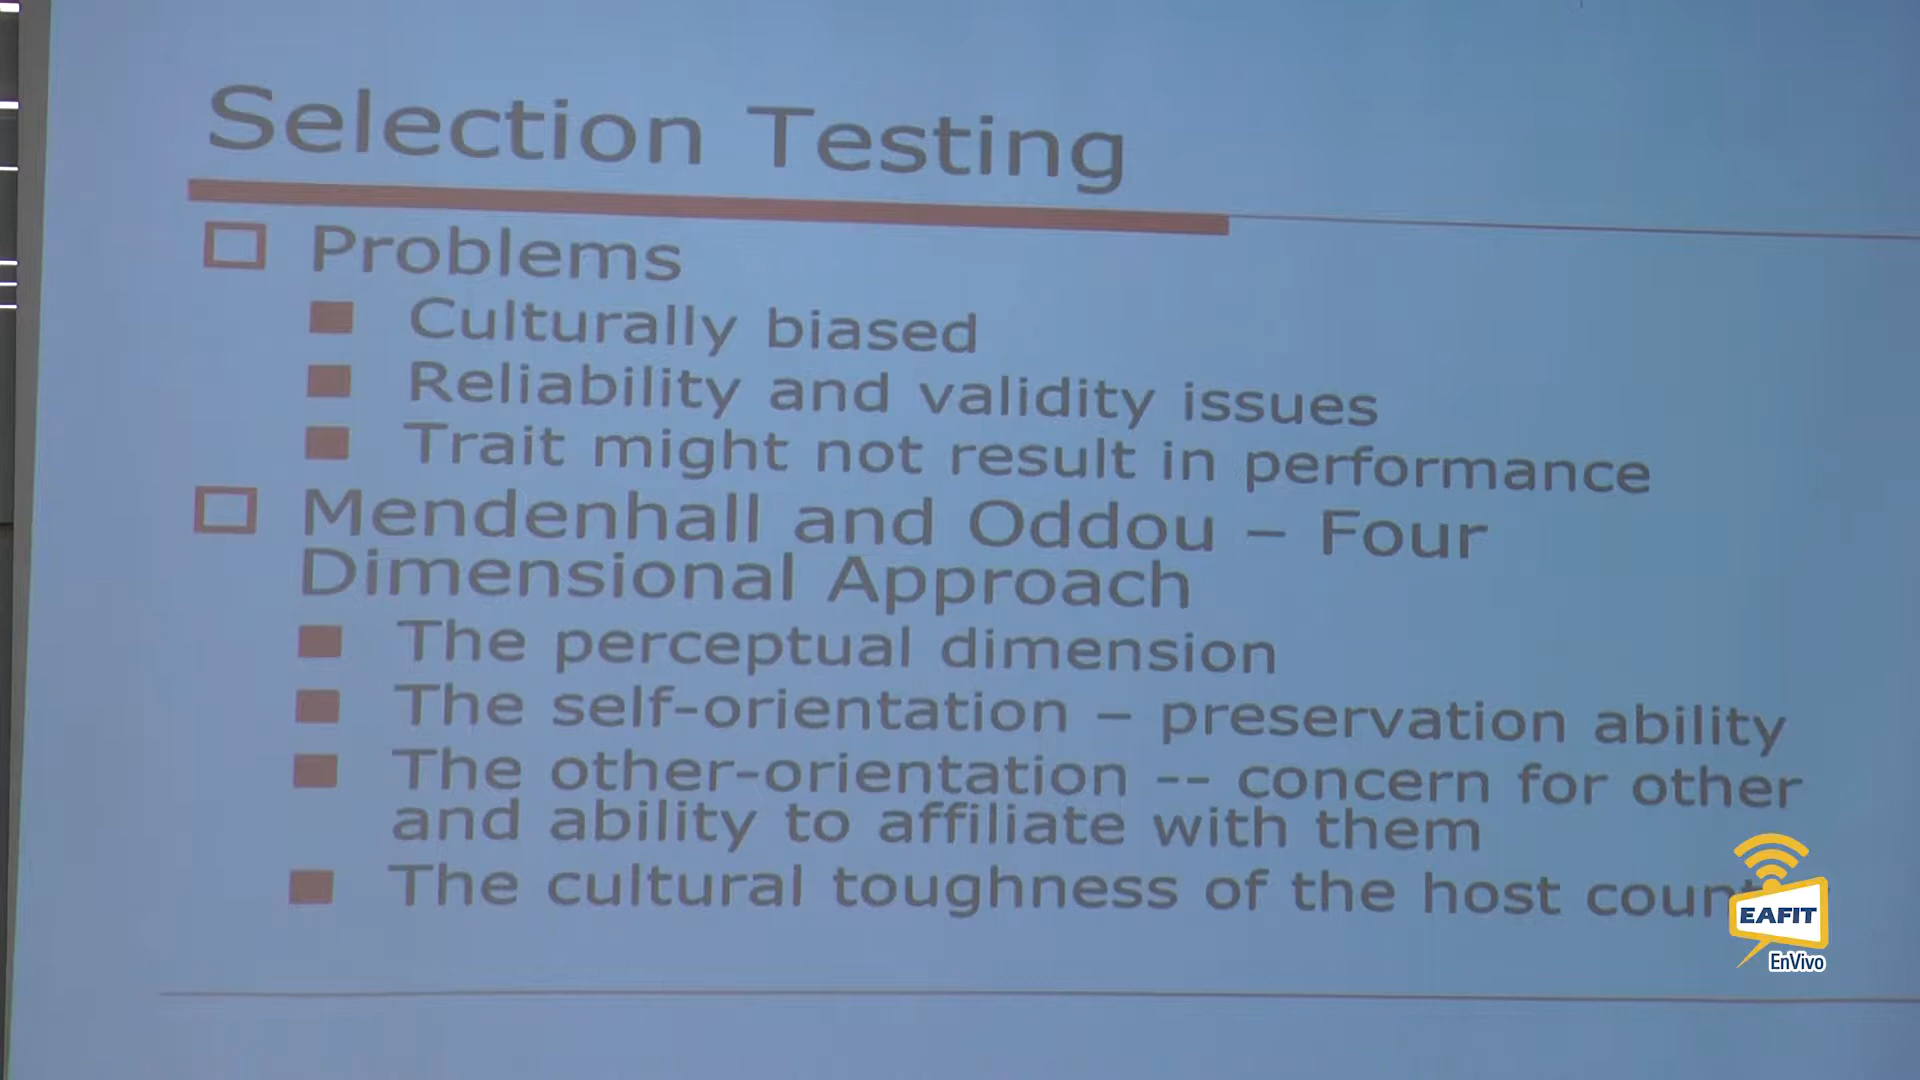 Selection Testing
Problems
Culturally biased
Reliability and validity issues
Trait might not result in performance
Mendenhall and Oddou – Four
Dimensional Approach
The perceptual dimension
The self-orientation – preservation ability
The other-orientation -- concern for other
and ability to affiliate with them
The cultural toughness of the host
EAFIT
EnVivo